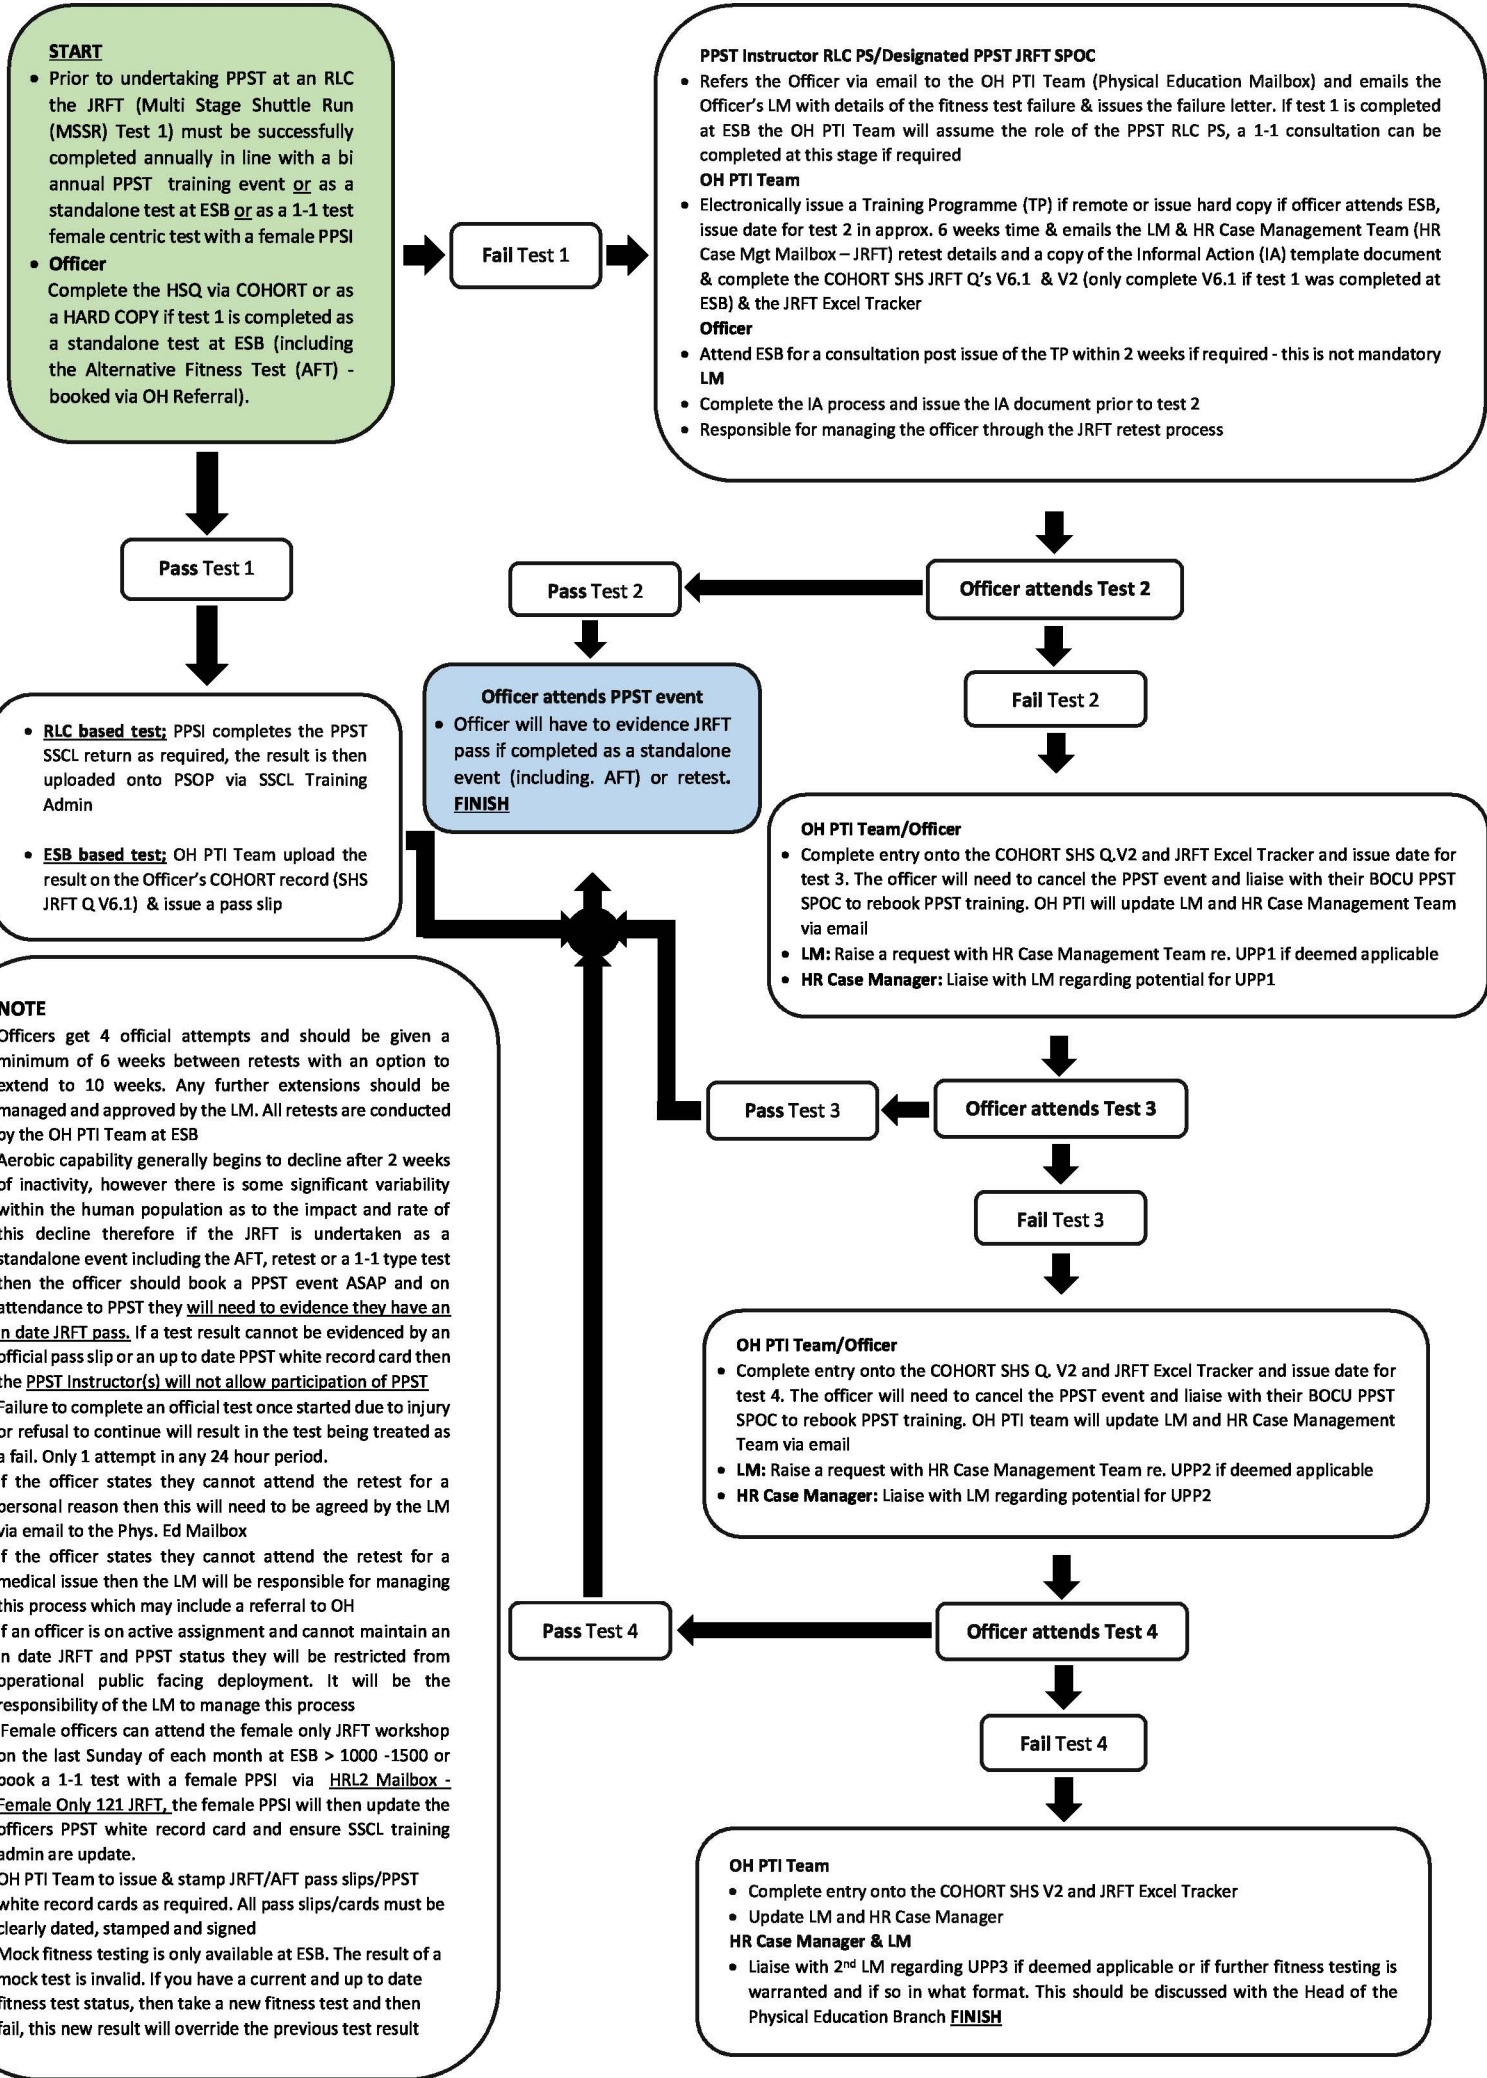 START
• Prior to undertaking PPST at an RLC
the JRFT (Multi Stage Shuttle Run
(MSSR) Test 1) must be successfully
completed annually in line with a bi
annual PPST training event or as a
standalone test at ESB or as a 1-1 test
female centric test with a female PPSI
• Officer
Complete the HSQ via COHORT or as
a HARD COPY if test 1 is completed as
a standalone test at ESB (including
the Alternative Fitness Test (AFT) -
booked via OH Referral).
Fail Test 1
PPST Instructor RLC PS/Designated PPST JRFT SPOC
• Refers the Officer via email to the OH PTI Team (Physical Education Mailbox) and emails the
Officer's LM with details of the fitness test failure & issues the failure letter. If test 1 is completed
at ESB the OH PTI Team will assume the role of the PPST RLC PS, a 1-1 consultation can be
completed at this stage if required
OH PTI Team
• Electronically issue a Training Programme (TP) if remote or issue hard copy if officer attends ESB,
issue date for test 2 in approx. 6 weeks time & emails the LM & HR Case Management Team (HR
Case Mgt Mailbox – JRFT) retest details and a copy of the Informal Action (IA) template document
& complete the COHORT SHS JRFT Q's V6.1 & V2 (only complete V6.1 if test 1 was completed at
ESB) & the JRFT Excel Tracker
Officer
• Attend ESB for a consultation post issue of the TP within 2 weeks if required - this is not mandatory
LM
• Complete the IA process and issue the IA document prior to test 2
• Responsible for managing the officer through the JRFT retest process
Pass Test 1
Pass Test 2
Officer attends Test 2
Fail Test 2
Officer attends PPST event
• Officer will have to evidence JRFT
pass if completed as a standalone
event (including. AFT) or retest.
FINISH
• RLC based test; PPSI completes the PPST
SSCL return as required, the result is then
uploaded onto PSOP via SSCL Training
Admin
• ESB based test; OH PTI Team upload the
result on the Officer's COHORT record (SHS
JRFT Q V6.1) & issue a pass slip
OH PTI Team/Officer
• Complete entry onto the COHORT SHS Q.V2 and JRFT Excel Tracker and issue date for
test 3. The officer will need to cancel the PPST event and liaise with their BOCU PPST
SPOC to rebook PPST training. OH PTI will update LM and HR Case Management Team
via email
• LM: Raise a request with HR Case Management Team re. UPP1 if deemed applicable
• HR Case Manager: Liaise with LM regarding potential for UPP1
Pass Test 3
Officer attends Test 3
Fail Test 3
OH PTI Team/Officer
• Complete entry onto the COHORT SHS Q. V2 and JRFT Excel Tracker and issue date for
test 4. The officer will need to cancel the PPST event and liaise with their BOCU PPST
SPOC to rebook PPST training. OH PTI team will update LM and HR Case Management
Team via email
• LM: Raise a request with HR Case Management Team re. UPP2 if deemed applicable
• HR Case Manager: Liaise with LM regarding potential for UPP2
Pass Test 4
Officer attends Test 4
Fail Test 4
OH PTI Team
• Complete entry onto the COHORT SHS V2 and JRFT Excel Tracker
• Update LM and HR Case Manager
HR Case Manager & LM
• Liaise with 2nd LM regarding UPP3 if deemed applicable or if further fitness testing is
warranted and if so in what format. This should be discussed with the Head of the
Physical Education Branch FINISH
NOTE
Officers get 4 official attempts and should be given a
minimum of 6 weeks between retests with an option to
extend to 10 weeks. Any further extensions should be
managed and approved by the LM. All retests are conducted
by the OH PTI Team at ESB
Aerobic capability generally begins to decline after 2 weeks
of inactivity, however there is some significant variability
within the human population as to the impact and rate of
this decline therefore if the JRFT is undertaken as a
standalone event including the AFT, retest or a 1-1 type test
then the officer should book a PPST event ASAP and on
attendance to PPST they will need to evidence they have an
in date JRFT pass. If a test result cannot be evidenced by an
official pass slip or an up to date PPST white record card then
the PPST Instructor(s) will not allow participation of PPST
Failure to complete an official test once started due to injury
or refusal to continue will result in the test being treated as
a fail. Only 1 attempt in any 24 hour period.
If the officer states they cannot attend the retest for a
personal reason then this will need to be agreed by the LM
via email to the Phys. Ed Mailbox
If the officer states they cannot attend the retest for a
medical issue then the LM will be responsible for managing
this process which may include a referral to OH
If an officer is on active assignment and cannot maintain an
in date JRFT and PPST status they will be restricted from
operational public facing deployment. It will be the
responsibility of the LM to manage this process
Female officers can attend the female only JRFT workshop
on the last Sunday of each month at ESB > 1000 -1500 or
book a 1-1 test with a female PPSI via HRL2 Mailbox -
Female Only 121 JRFT, the female PPSI will then update the
officers PPST white record card and ensure SSCL training
admin are update.
OH PTI Team to issue & stamp JRFT/AFT pass slips/PPST
white record cards as required. All pass slips/cards must be
clearly dated, stamped and signed
Mock fitness testing is only available at ESB. The result of a
mock test is invalid. If you have a current and up to date
fitness test status, then take a new fitness test and then
fail, this new result will override the previous test result